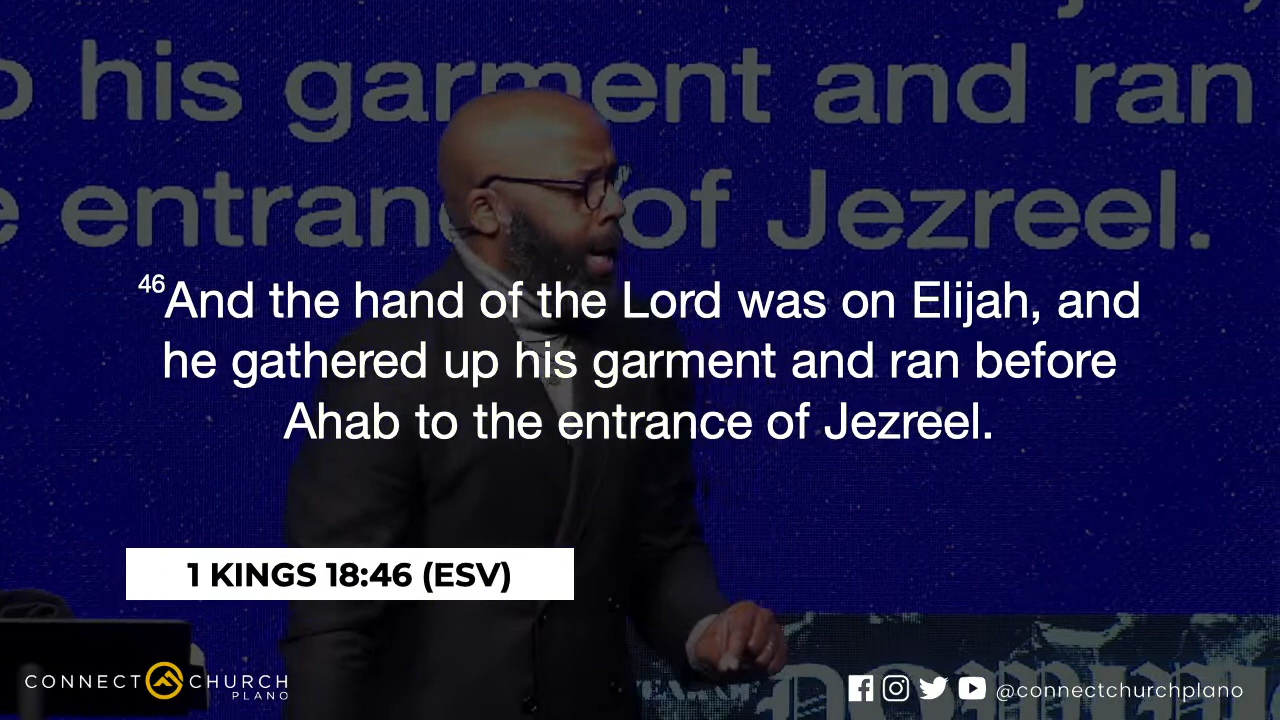 his garment and ran
entran of Jezreel.
46And the hand of the Lord was on Elijah, and
he gathered up his garment and ran before
Ahab to the entrance of Jezreel.
1 KINGS 18:46 (ESV)
CONNECT CHURCH
PLANO
@connectchurchplano